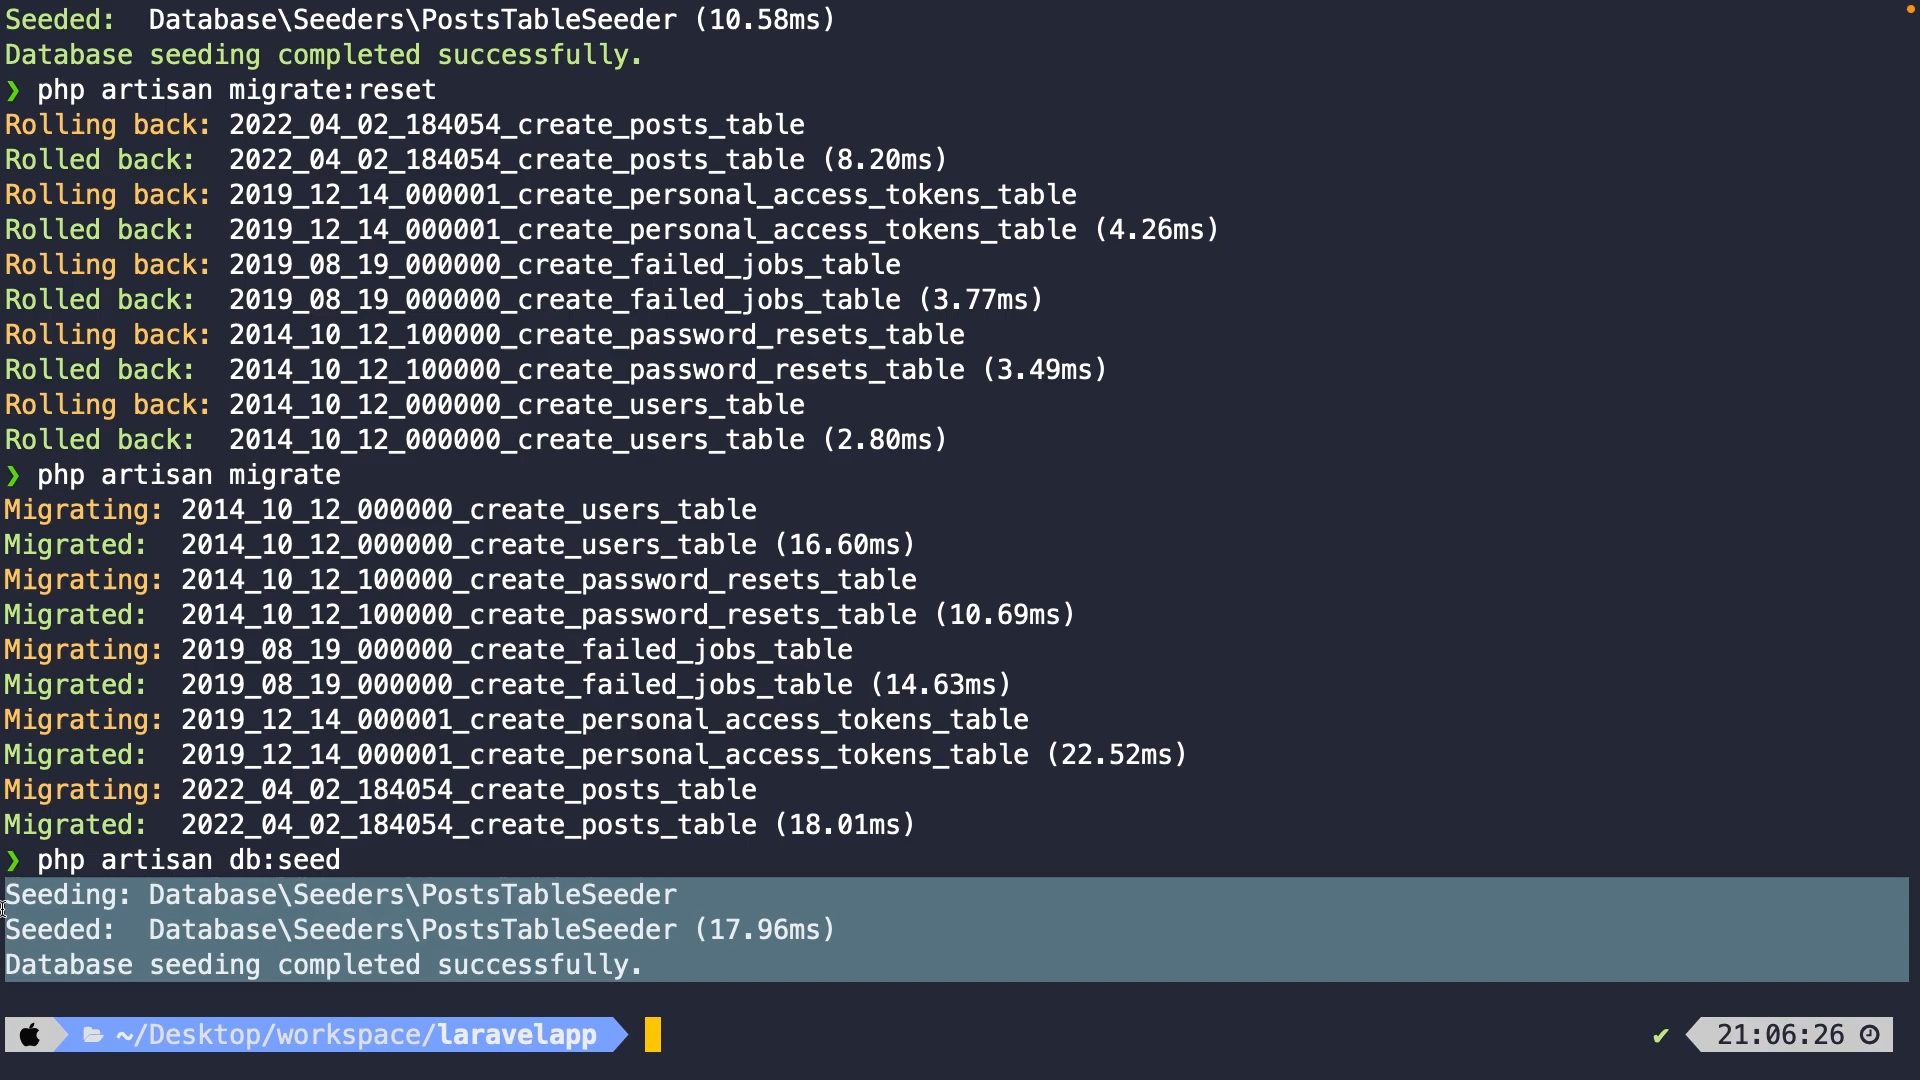 Seeded:  Database\Seeders\PostsTableSeeder (10.58ms)
Database seeding completed successfully.
❯ php artisan migrate:reset
Rolling back: 2022_04_02_184054_create_posts_table
Rolled back:  2022_04_02_184054_create_posts_table (8.20ms)
Rolling back: 2019_12_14_000001_create_personal_access_tokens_table
Rolled back:  2019_12_14_000001_create_personal_access_tokens_table (4.26ms)
Rolling back: 2019_08_19_000000_create_failed_jobs_table
Rolled back:  2019_08_19_000000_create_failed_jobs_table (3.77ms)
Rolling back: 2014_10_12_100000_create_password_resets_table
Rolled back:  2014_10_12_100000_create_password_resets_table (3.49ms)
Rolling back: 2014_10_12_000000_create_users_table
Rolled back:  2014_10_12_000000_create_users_table (2.80ms)
❯ php artisan migrate
Migrating: 2014_10_12_000000_create_users_table
Migrated:  2014_10_12_000000_create_users_table (16.60ms)
Migrating: 2014_10_12_100000_create_password_resets_table
Migrated:  2014_10_12_100000_create_password_resets_table (10.69ms)
Migrating: 2019_08_19_000000_create_failed_jobs_table
Migrated:  2019_08_19_000000_create_failed_jobs_table (14.63ms)
Migrating: 2019_12_14_000001_create_personal_access_tokens_table
Migrated:  2019_12_14_000001_create_personal_access_tokens_table (22.52ms)
Migrating: 2022_04_02_184054_create_posts_table
Migrated:  2022_04_02_184054_create_posts_table (18.01ms)
❯ php artisan db:seed
Seeding: Database\Seeders\PostsTableSeeder
Seeded:  Database\Seeders\PostsTableSeeder (17.96ms)
Database seeding completed successfully.
~/Desktop/workspace/laravelapp ✔ 21:06:26